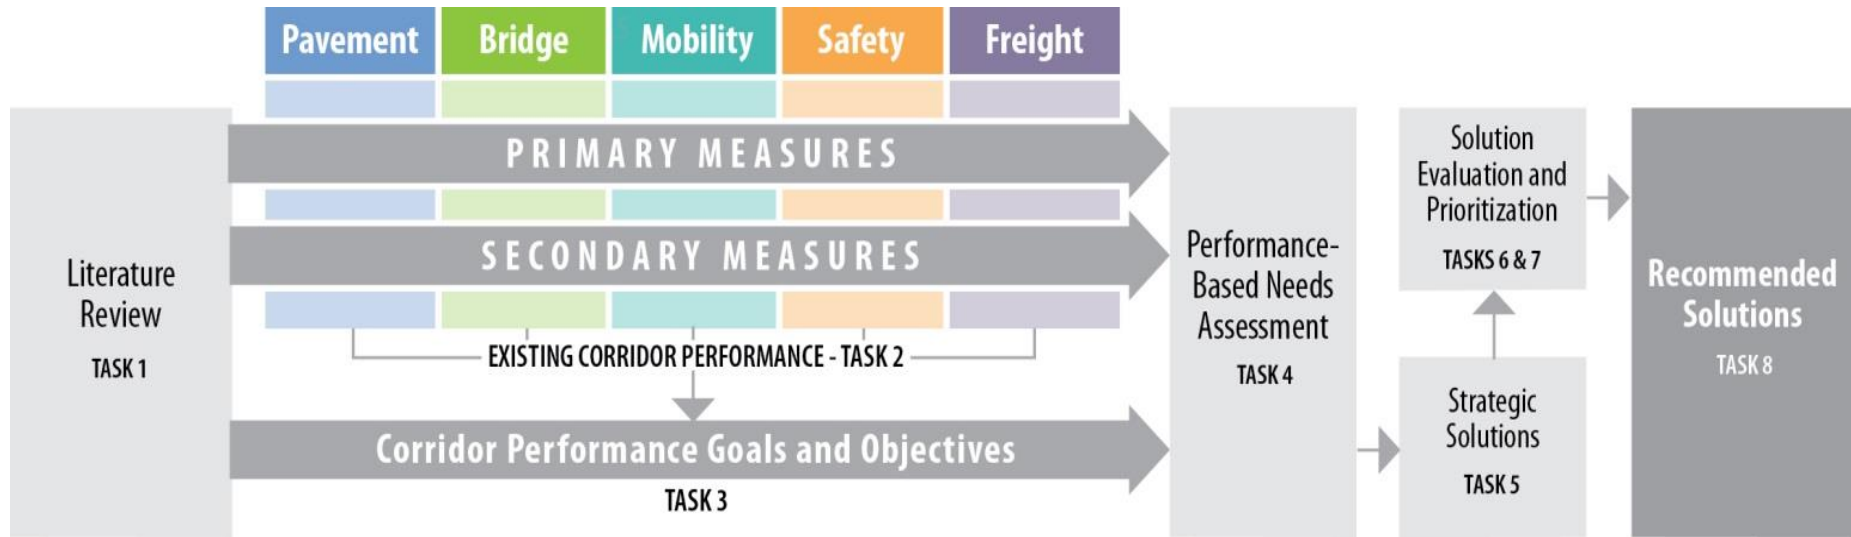 Pavement
Bridge
Mobility
Safety
Freight
Literature
Review
TASK 1
PRIMARY MEASURES
SECONDARY MEASURES
EXISTING CORRIDOR PERFORMANCE - TASK 2
Corridor Performance Goals and Objectives
TASK 3
Performance-
Based Needs
Assessment
TASK 4
Solution
Evaluation and
Prioritization
TASKS 6 & 7
Strategic
Solutions
TASK 5
Recommended
Solutions
TASK 8